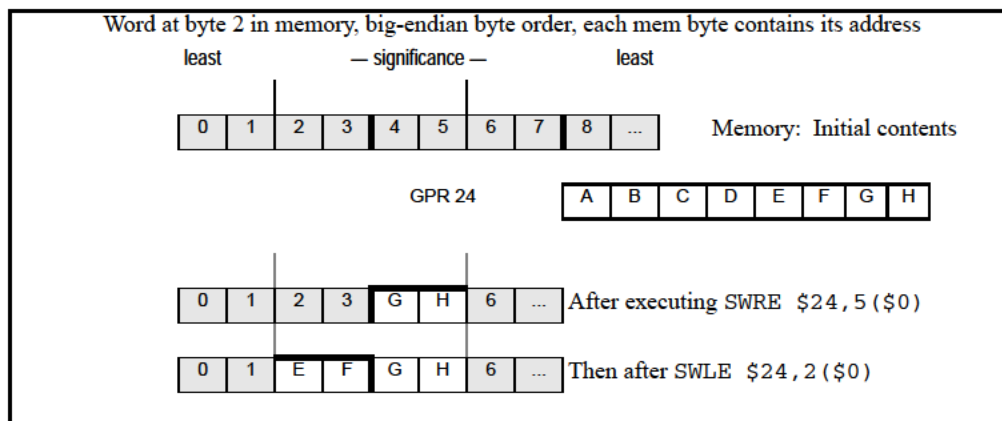 Word at byte 2 in memory, big-endian byte order, each mem byte contains its address
least — significance — least
0 1 2 3 4 5 6 7 8 ... Memory: Initial contents
GPR 24 A B C D E F G H
0 1 2 3 G H 6 ... After executing SWRE $24,5($0)
0 1 E F G H 6 ... Then after SWLE $24,2($0)